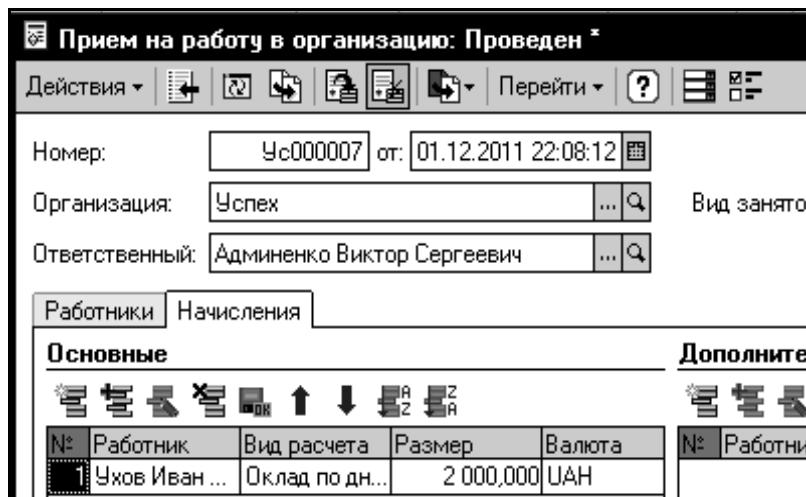 Прием на работу в организацию: Проведен *
Действия Перейти ?
Номер: Ус000007 от: 01.12.2011 22:08:12
Организация: Успех ... Вид занято
Ответственный: Админенко Виктор Сергеевич ...
Работники Начисления
Основные Дополните
№ Работник Вид расчета Размер Валюта № Работни
1 Ухов Иван ... Оклад по дн... 2 000,000 UAH